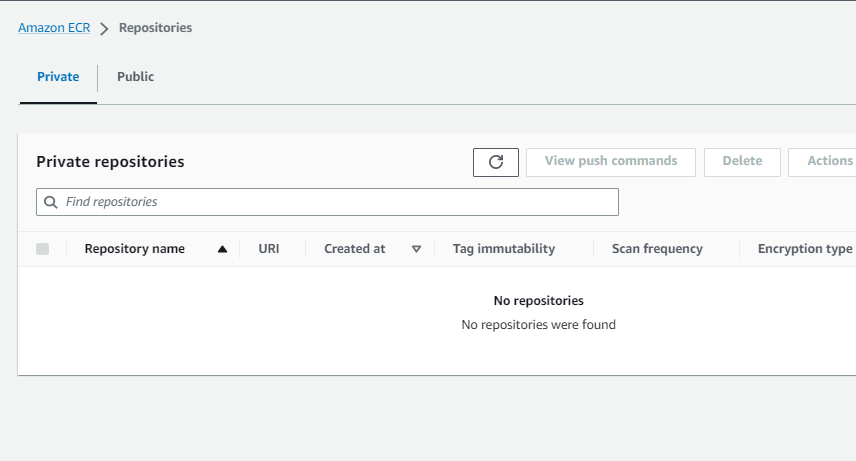 Amazon ECR Repositories
Private Public
Private repositories View push commands Delete Actions
Find repositories
Repository name URI Created at Tag immutability Scan frequency Encryption type
No repositories
No repositories were found